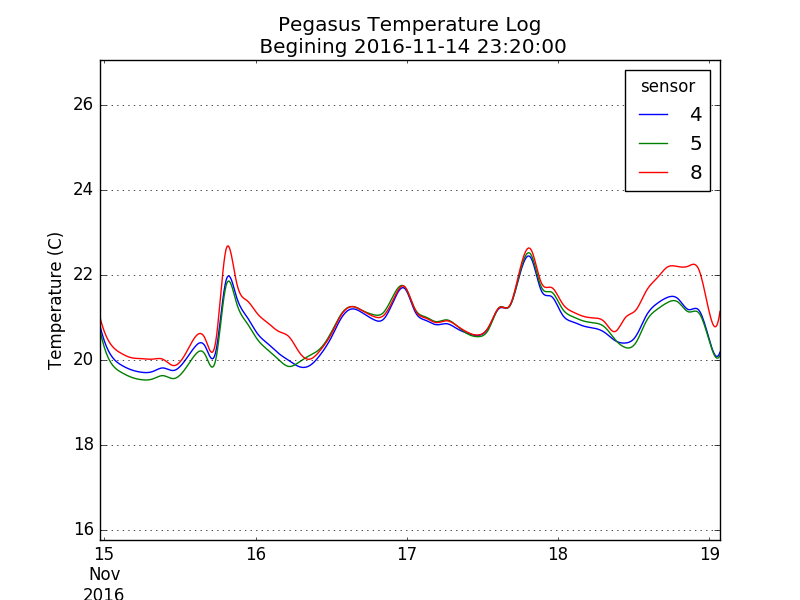 Pegasus Temperature Log
Begining 2016-11-14 23:20:00
sensor
4
5
8
Temperature (C)
26
24
22
20
18
16
15 16 17 18 19
Nov
2016